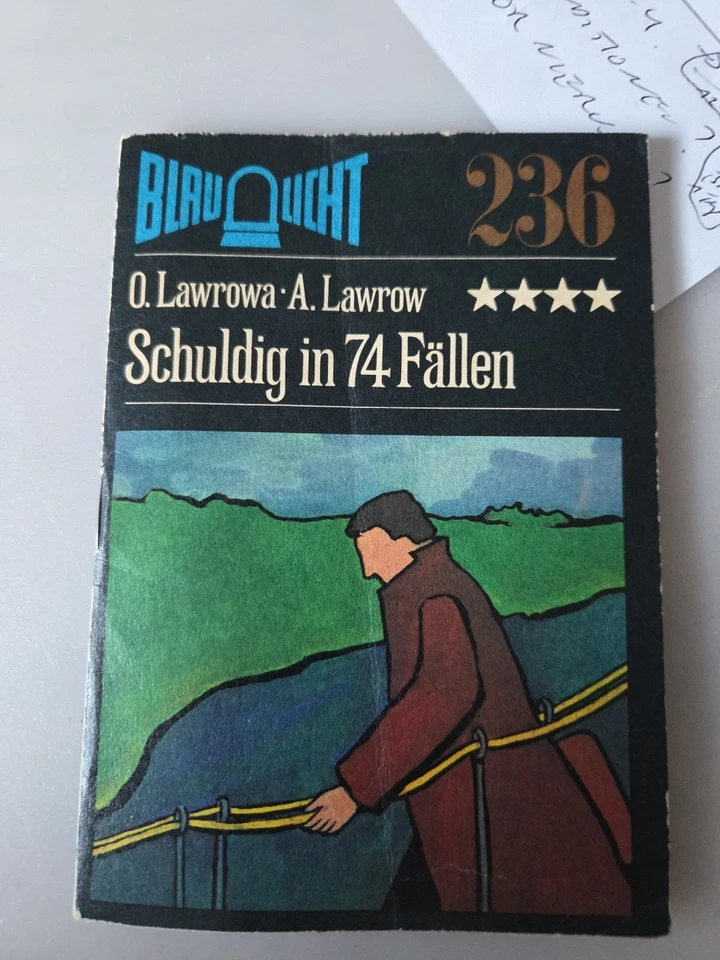 BLAULICHT
236
O. Lawrowa · A. Lawrow ★★★★
Schuldig in 74 Fällen